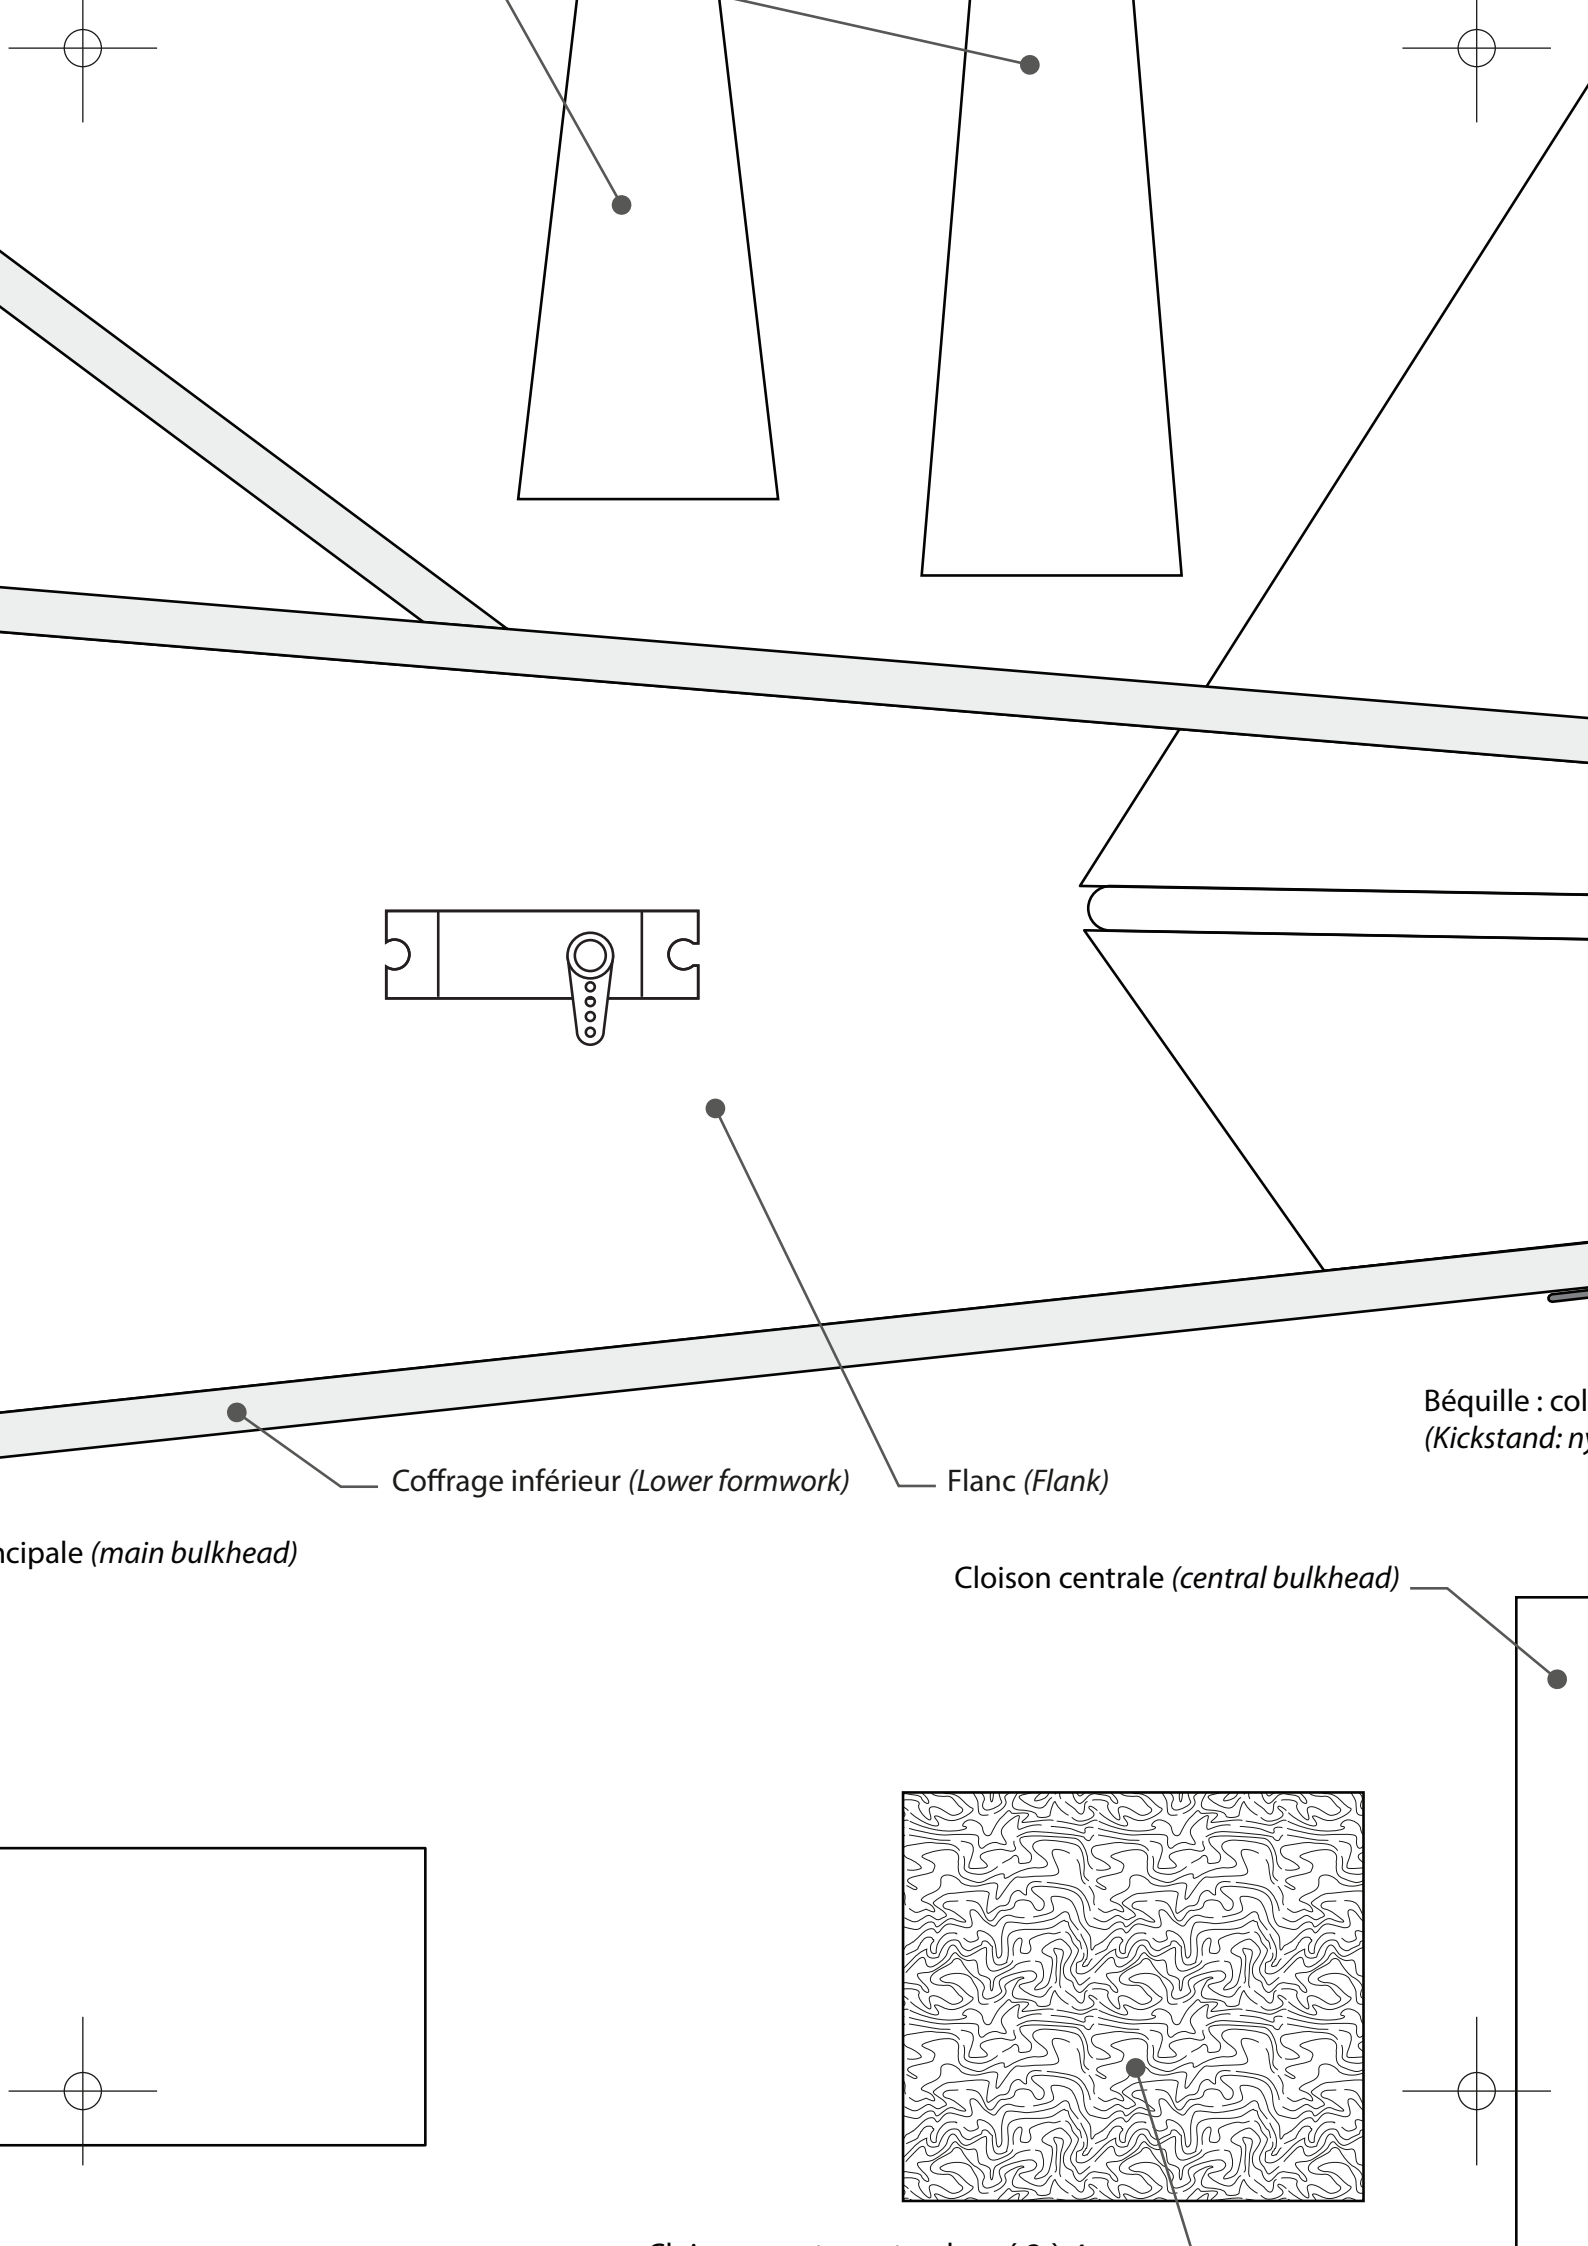 Béquille : col
(Kickstand: ny
Coffrage inférieur (Lower formwork)
Flanc (Flank)
ncipale (main bulkhead)
Cloison centrale (central bulkhead)